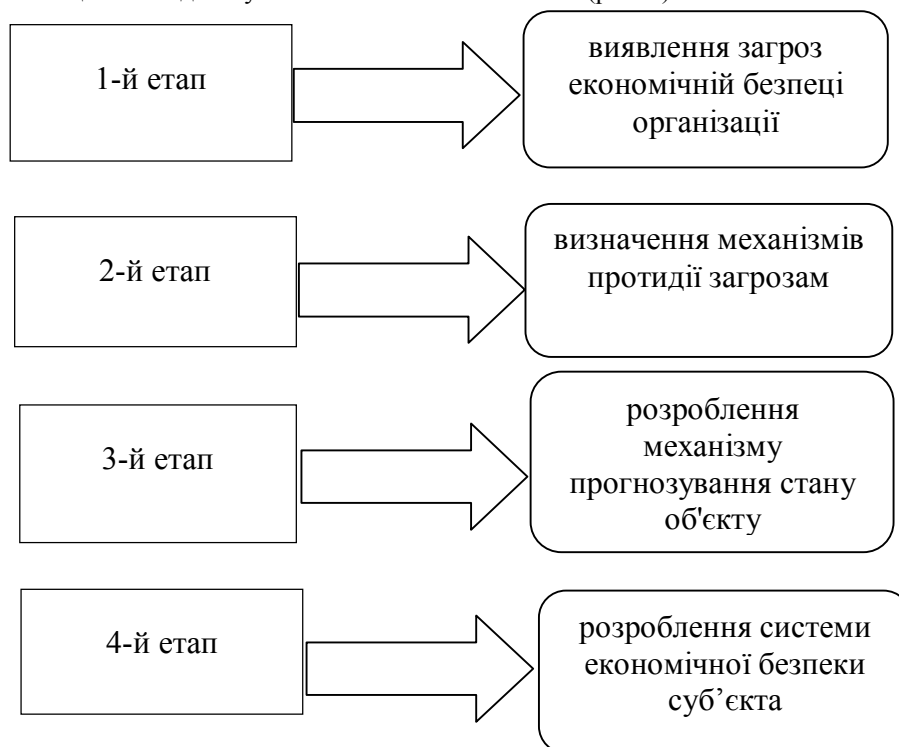 1-й етап
виявлення загроз
економічній безпеці
організації
2-й етап
визначення механізмів
протидії загрозам
3-й етап
розроблення
механізму
прогнозування стану
об'єкту
4-й етап
розроблення системи
економічної безпеки
суб’єкта